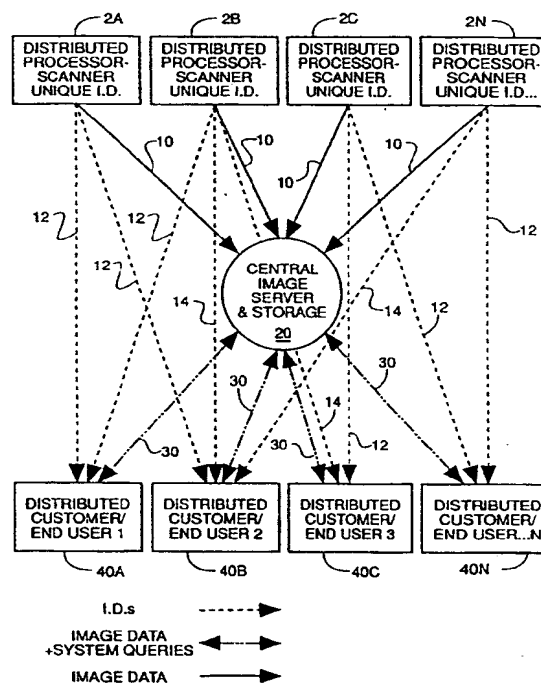 2A
2B
2C
2N
DISTRIBUTED
PROCESSOR-
SCANNER
UNIQUE I.D.
DISTRIBUTED
PROCESSOR-
SCANNER
UNIQUE I.D.
DISTRIBUTED
PROCESSOR-
SCANNER
UNIQUE I.D.
DISTRIBUTED
PROCESSOR-
SCANNER
UNIQUE I.D...
10
10
10
10
12
12
12
12
14
14
12
CENTRAL
IMAGE
SERVER
& STORAGE
20
30
30
14
30
12
30
DISTRIBUTED
CUSTOMER/
END USER 1
DISTRIBUTED
CUSTOMER/
END USER 2
DISTRIBUTED
CUSTOMER/
END USER 3
DISTRIBUTED
CUSTOMER/
END USER...N
40A
40B
40C
40N
I.D.s
IMAGE DATA
+SYSTEM QUERIES
IMAGE DATA